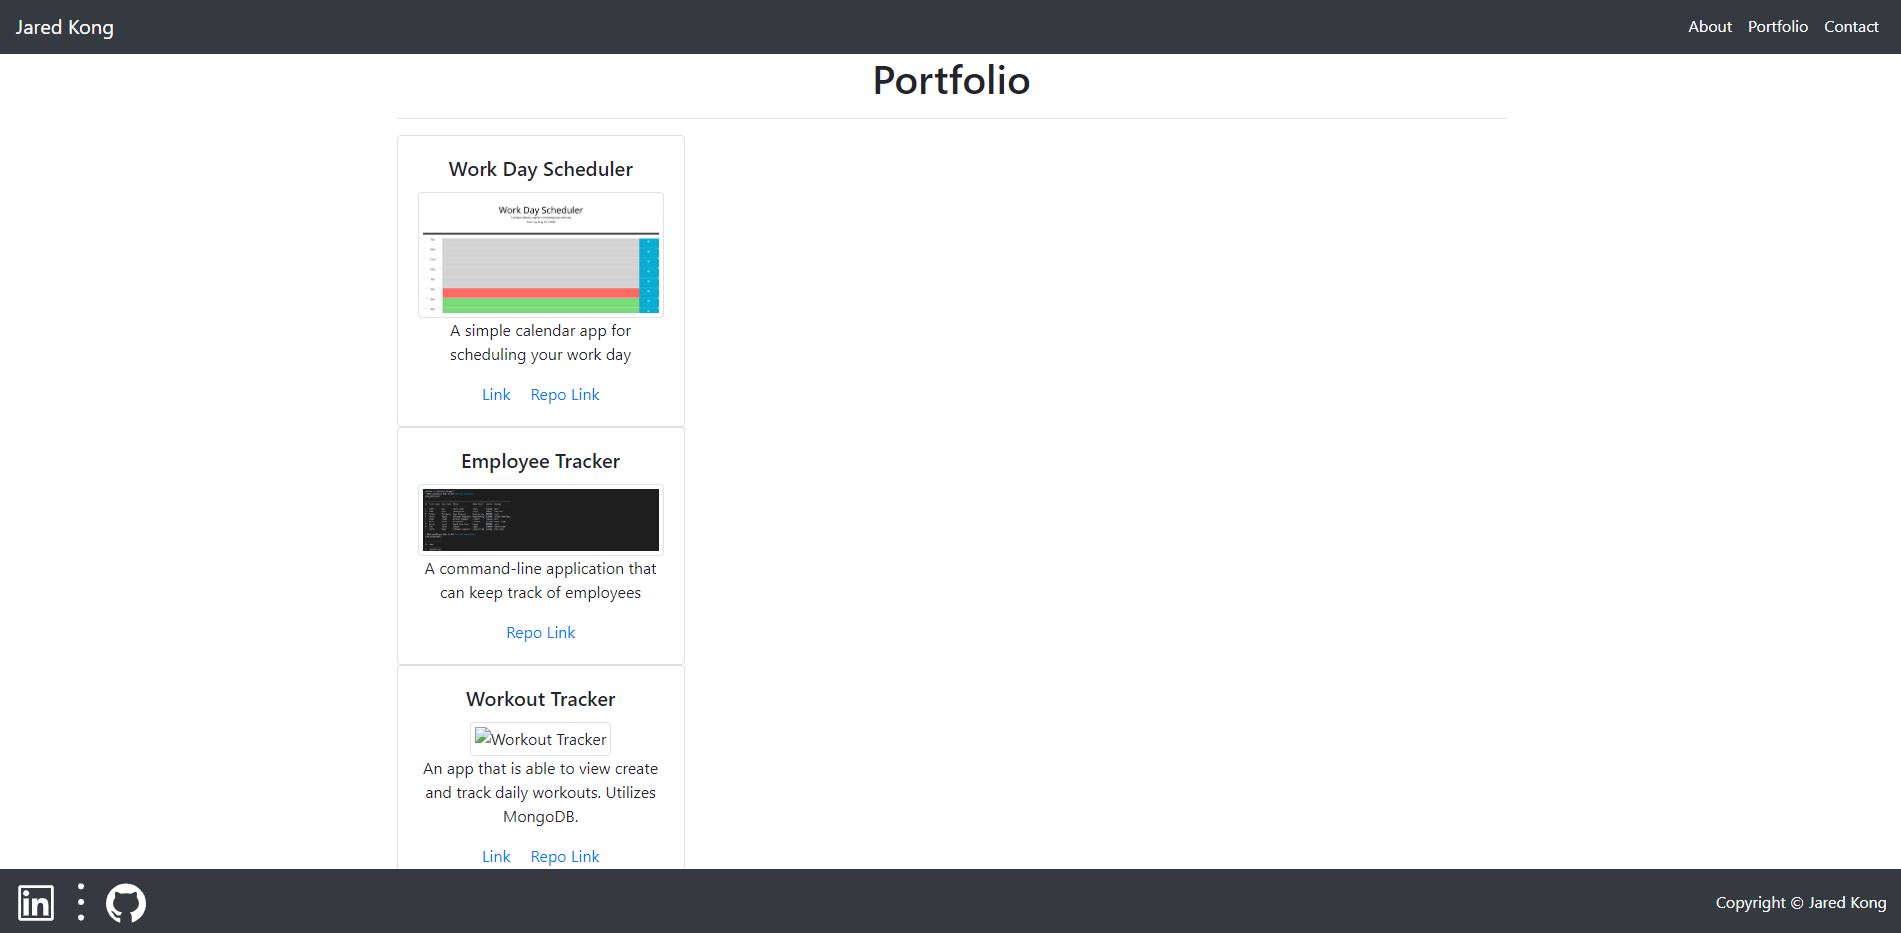 Jared Kong
About Portfolio Contact
Portfolio
Work Day Scheduler
Work Day Scheduler
A simple calendar app for
scheduling your work day
Link Repo Link
Employee Tracker
A command-line application that
can keep track of employees
Repo Link
Workout Tracker
Workout Tracker
An app that is able to view create
and track daily workouts. Utilizes
MongoDB.
Link Repo Link
in
Copyright © Jared Kong